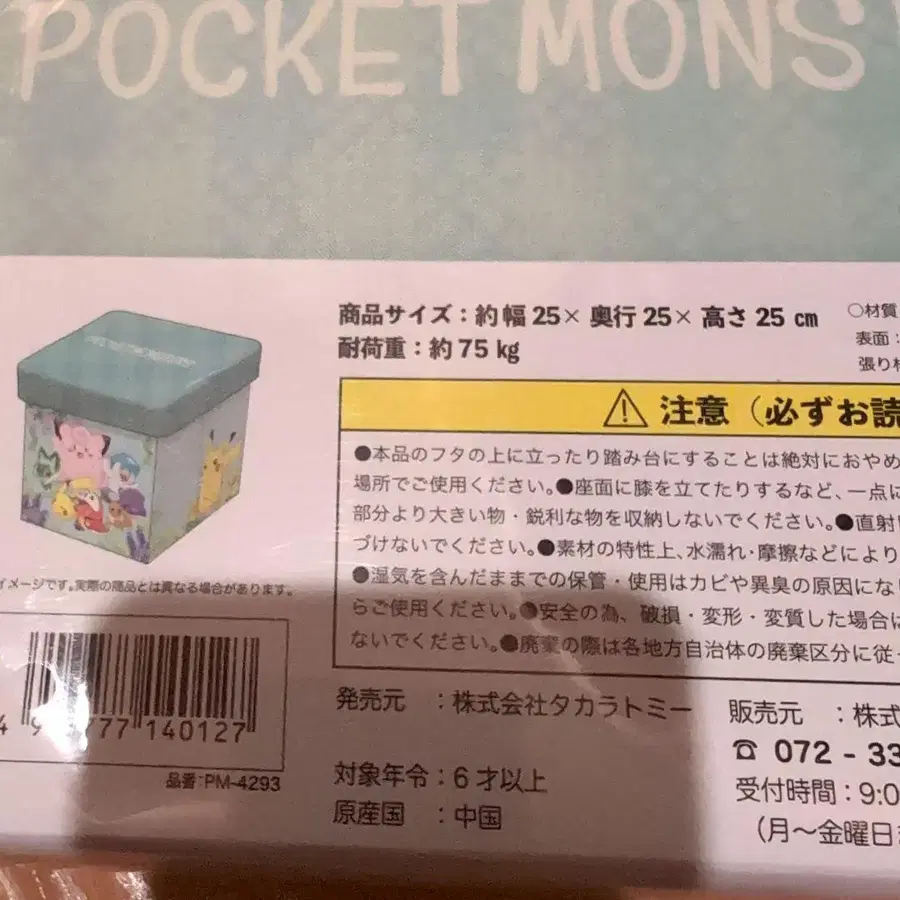 POCKET MONS
商品サイズ：約幅25× 奥行25× 高さ25 cm
耐荷重：約75kg
○材質
表面：
張り
注意（必ずお読
●本品のフタの上に立ったり踏み台にすることは絶対におやめ
場所でご使用ください。●座面に膝を立てたりするなど、一点に
部分より大きい物・鋭利な物を収納しないでください。●直射
づけないでください。●素材の特性上、水濡れ・摩擦などにより
●湿気を含んだままでの保管・使用はカビや異臭の原因にな
らご使用ください。●安全の為、破損・変形・変質した場合は
ないでください。●廃棄の際は各地方自治体の廃棄区分に従っ
イメージです。実際の商品とは異なる場合があります。
777 140127
品番:PM-4293
発売元　：株式会社タカラトミー
対象年令：6才以上
原産国　：中国
販売元　：株式
☎ 072 - 33
受付時間：9:0
（月〜金曜日